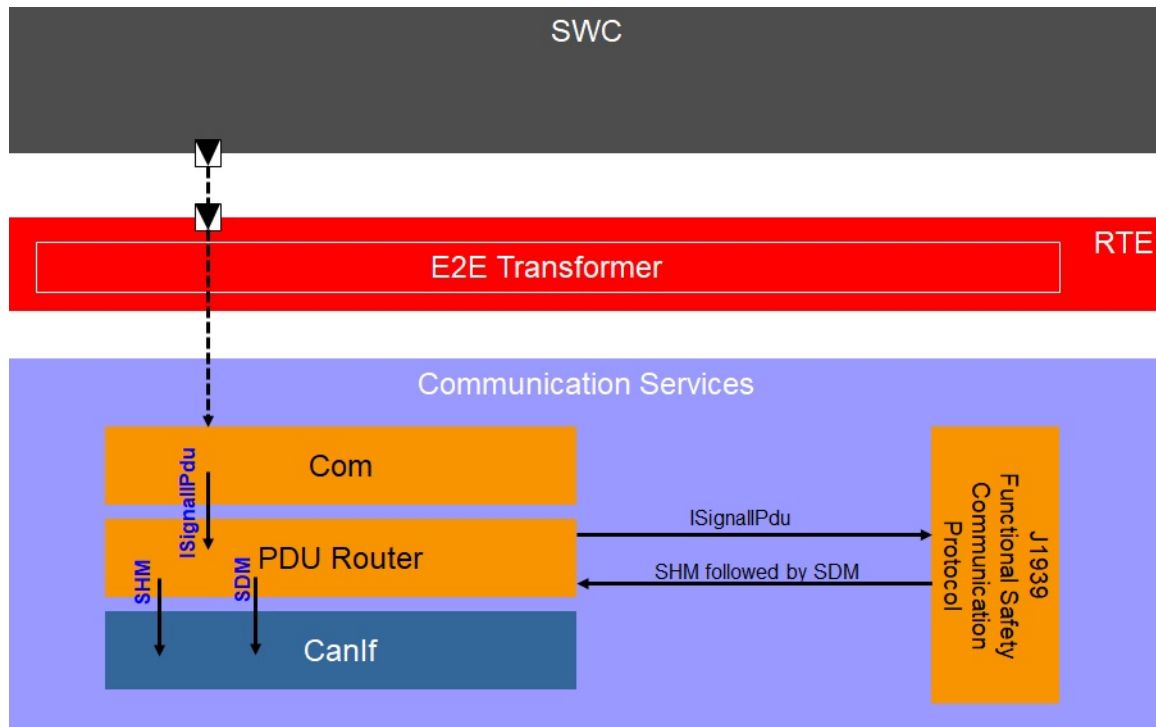 SWC
RTE
E2E Transformer
Communication Services
Com
ISignalIPdu
PDU Router
ISignalIPdu
SHM followed by SDM
SHM
SDM
CanIf
J1939
Functional Safety
Communication
Protocol